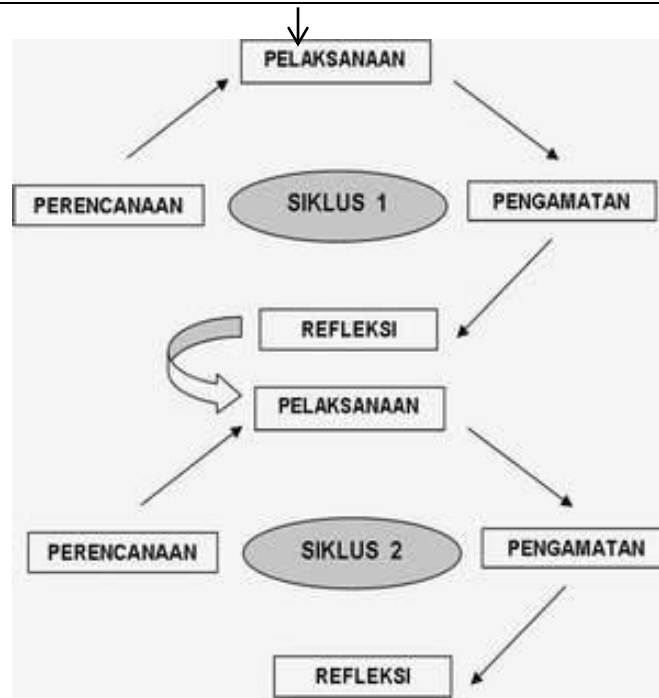 PELAKSANAAN
PERENCANAAN
SIKLUS 1
PENGAMATAN
REFLEKSI
PELAKSANAAN
PERENCANAAN
SIKLUS 2
PENGAMATAN
REFLEKSI